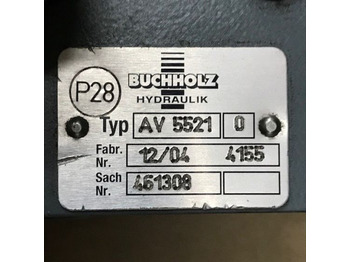 P28
BUCHHOLZ
HYDRAULIK
Typ AV 5521 0
Fabr. Nr. 12/04 4155
Sach Nr. 461308